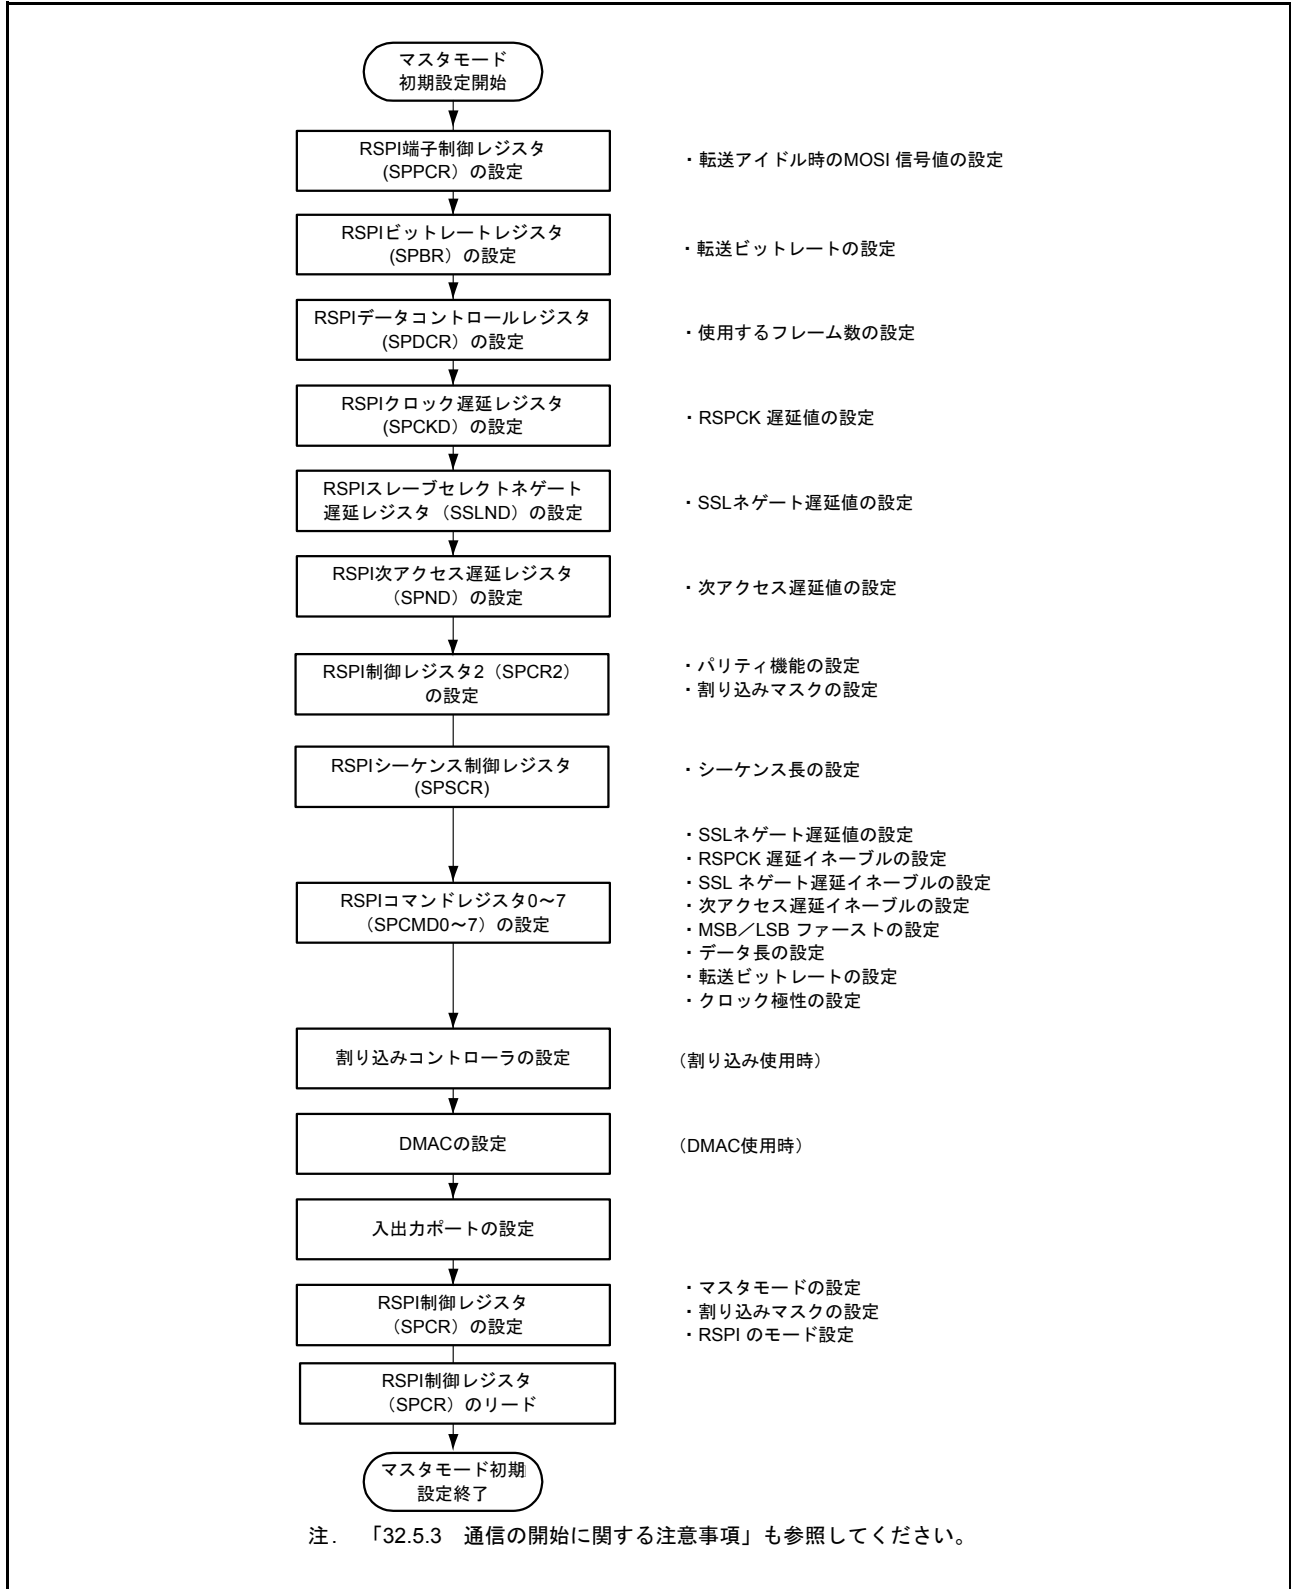 マスタモード
初期設定開始
RSPI端子制御レジスタ
(SPPCR）の設定
・転送アイドル時のMOSI 信号値の設定
RSPIビットレートレジスタ
(SPBR）の設定
・転送ビットレートの設定
RSPIデータコントロールレジスタ
(SPDCR）の設定
・使用するフレーム数の設定
RSPIクロック遅延レジスタ
(SPCKD）の設定
・RSPCK 遅延値の設定
RSPIスレーブセレクトネゲート
遅延レジスタ（SSLND）の設定
・SSLネゲート遅延値の設定
RSPI次アクセス遅延レジスタ
（SPND）の設定
・次アクセス遅延値の設定
RSPI制御レジスタ2（SPCR2）
の設定
・パリティ機能の設定
・割り込みマスクの設定
RSPIシーケンス制御レジスタ
(SPSCR)
・シーケンス長の設定
RSPIコマンドレジスタ0～7
（SPCMD0～7）の設定
・SSLネゲート遅延値の設定
・RSPCK 遅延イネーブルの設定
・SSL ネゲート遅延イネーブルの設定
・次アクセス遅延イネーブルの設定
・MSB／LSB ファーストの設定
・データ長の設定
・転送ビットレートの設定
・クロック極性の設定
割り込みコントローラの設定
（割り込み使用時）
DMACの設定
（DMAC使用時）
入出力ポートの設定
RSPI制御レジスタ
（SPCR）の設定
・マスタモードの設定
・割り込みマスクの設定
・RSPI のモード設定
RSPI制御レジスタ
（SPCR）のリード
マスタモード初期
設定終了
注． 「32.5.3 通信の開始に関する注意事項」も参照してください。